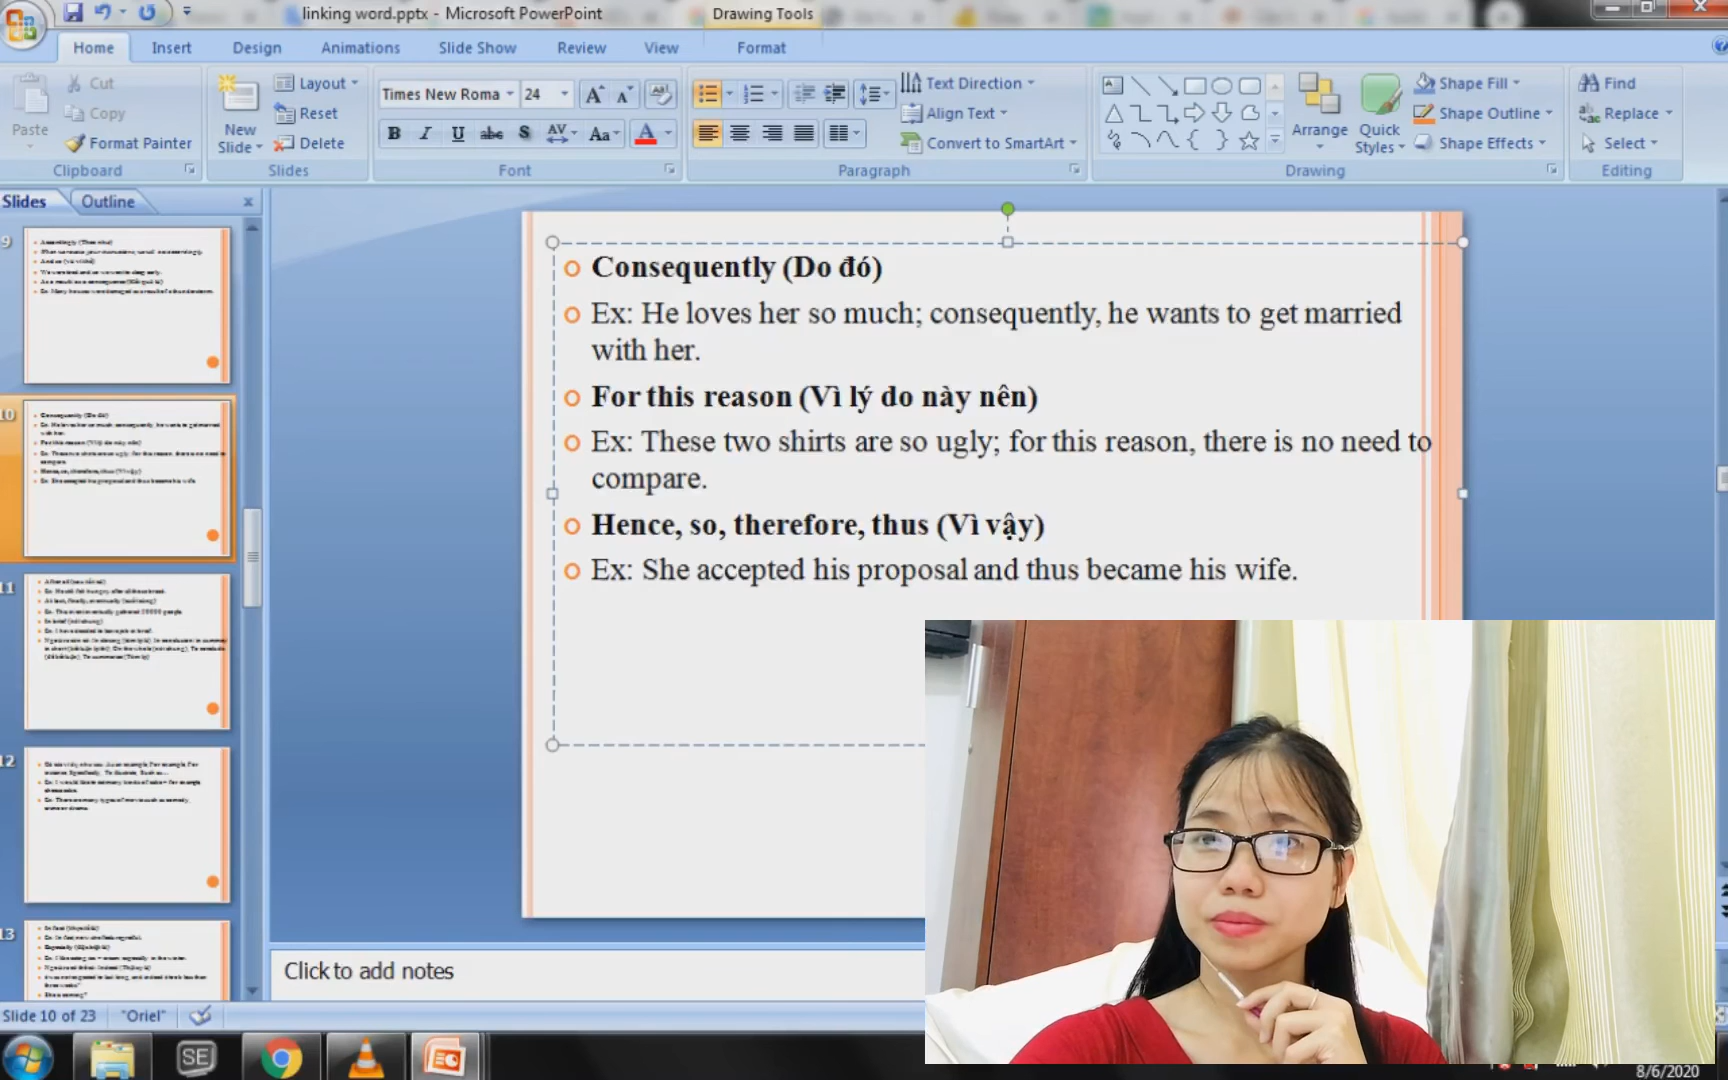 linking word.pptx - Microsoft PowerPoint
Drawing Tools
Home Insert Design Animations Slide Show Review View Format
Paste
Cut
Copy
Format Painter
Clipboard
New Slide
Layout
Reset
Delete
Slides
Times New Roma 24
Font
Text Direction
Align Text
Convert to SmartArt
Paragraph
Arrange
Quick Styles
Shape Fill
Shape Outline
Shape Effects
Drawing
Find
Replace
Select
Editing
Slides Outline
9
10
11
12
13
Consequently (Do đó)
Ex: He loves her so much; consequently, he wants to get married
with her.
For this reason (Vì lý do này nên)
Ex: These two shirts are so ugly; for this reason, there is no need to
compare.
Hence, so, therefore, thus (Vì vậy)
Ex: She accepted his proposal and thus became his wife.
Click to add notes
Slide 10 of 23 "Oriel"
SE
8/6/2020